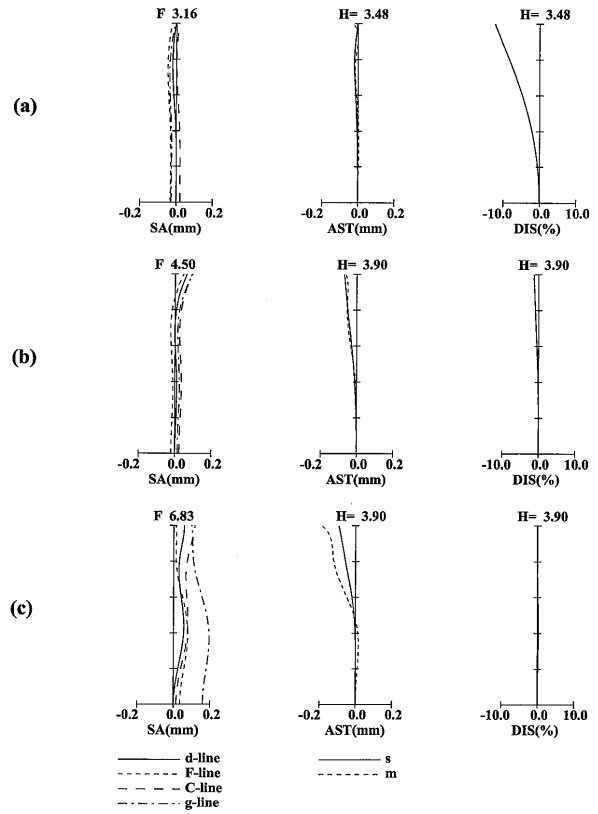 F 3.16 H= 3.48 H= 3.48
(a)
-0.2 0.0 0.2 -0.2 0.0 0.2 -10.0 0.0 10.0
SA(mm) AST(mm) DIS(%)
F 4.50 H= 3.90 H= 3.90
(b)
-0.2 0.0 0.2 -0.2 0.0 0.2 -10.0 0.0 10.0
SA(mm) AST(mm) DIS(%)
F 6.83 H= 3.90 H= 3.90
(c)
-0.2 0.0 0.2 -0.2 0.0 0.2 -10.0 0.0 10.0
SA(mm) AST(mm) DIS(%)
d-line s
F-line m
C-line
g-line